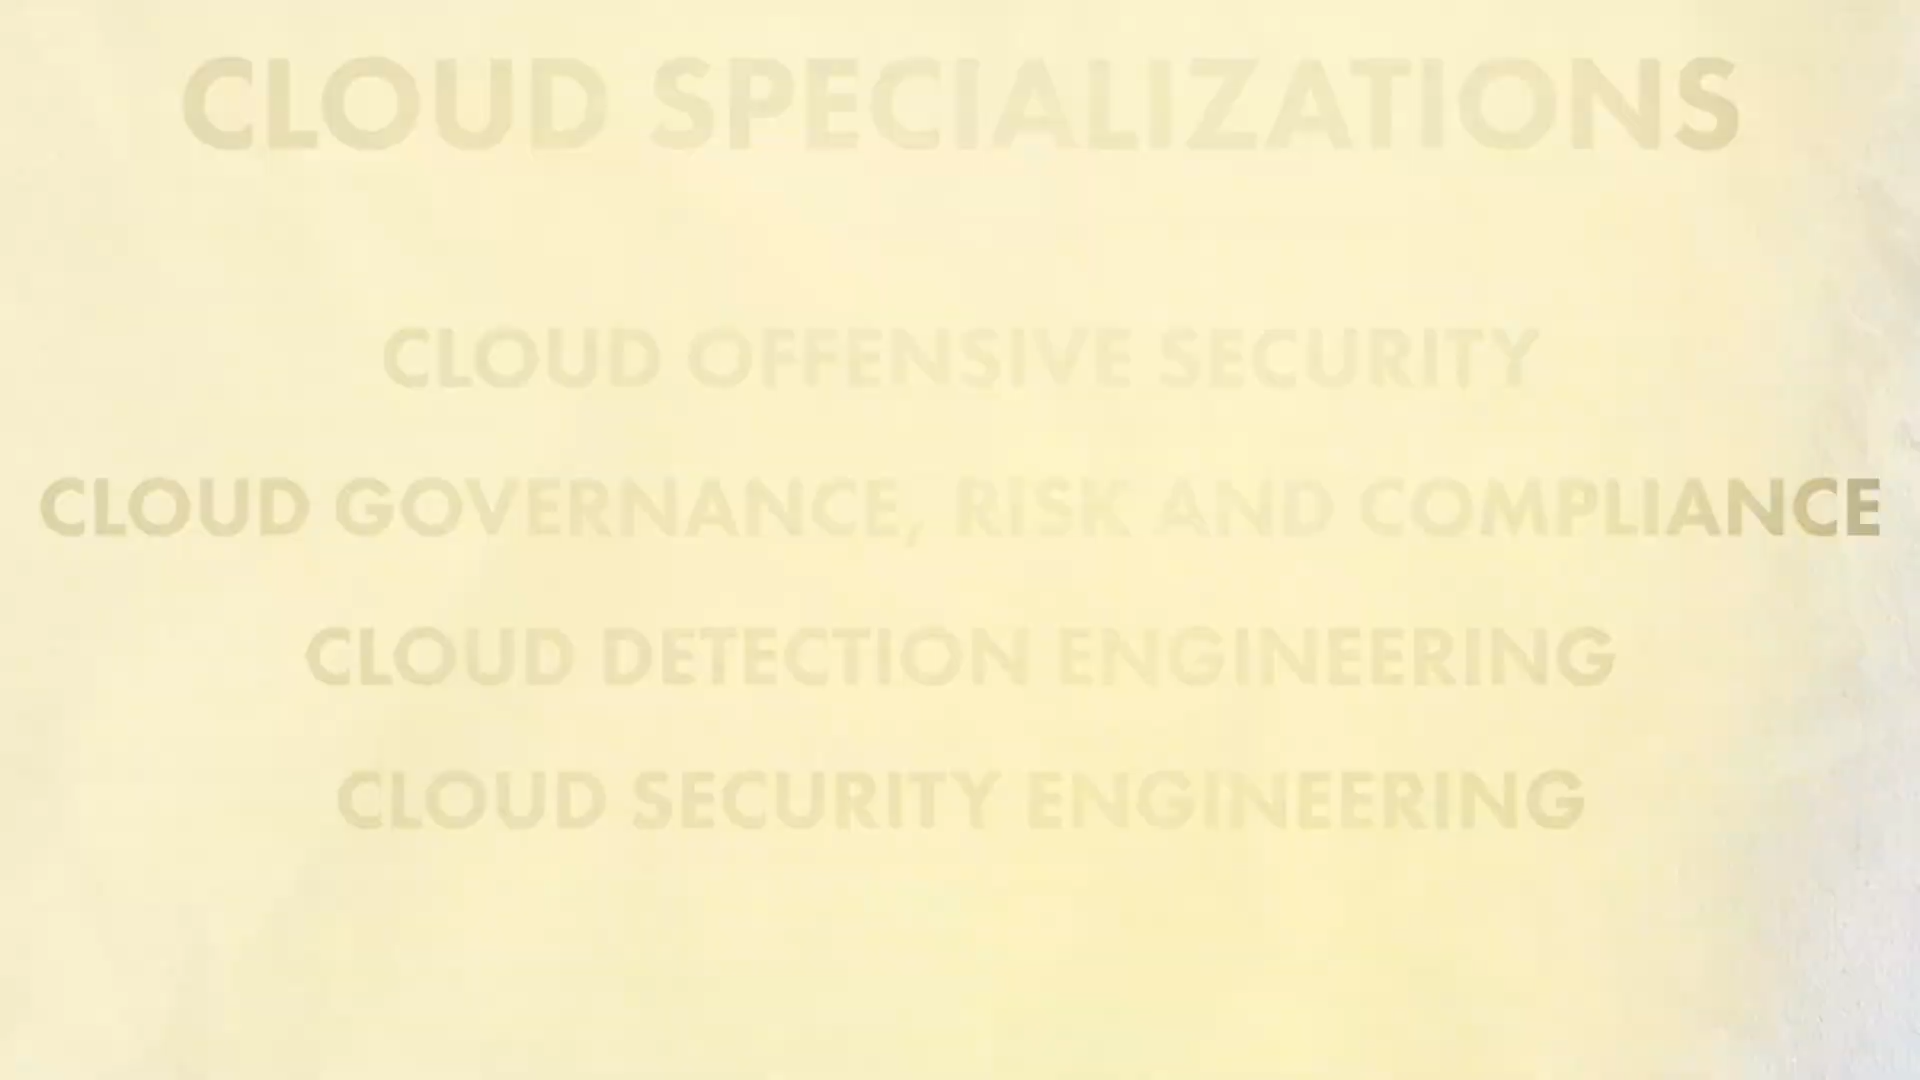 CLOUD SPECIALIZATIONS
CLOUD OFFENSIVE SECURITY
CLOUD GOVERNANCE, RISK AND COMPLIANCE
CLOUD DETECTION ENGINEERING
CLOUD SECURITY ENGINEERING